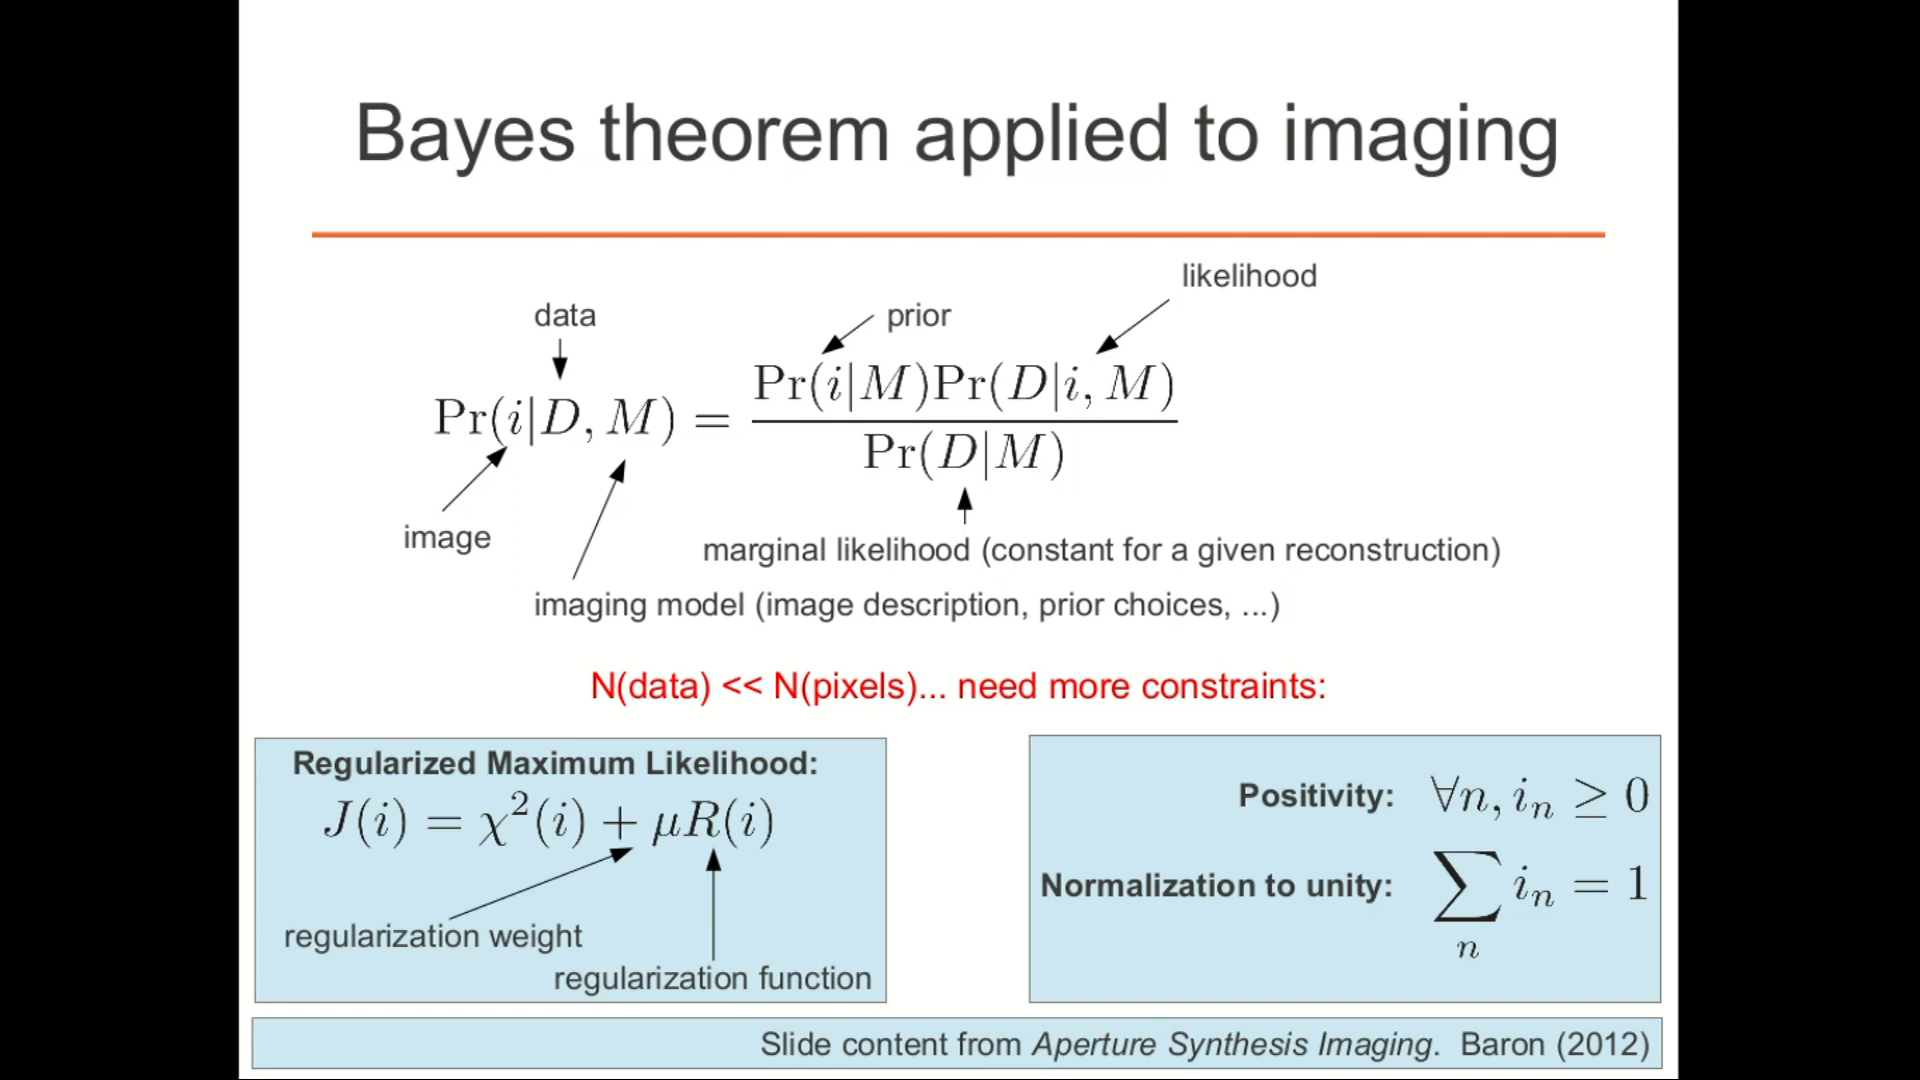 Bayes theorem applied to imaging
likelihood
data
prior
Pr(i|D, M) = Pr(i|M)Pr(D|i, M) / Pr(D|M)
image
marginal likelihood (constant for a given reconstruction)
imaging model (image description, prior choices, ...)
N(data) << N(pixels)... need more constraints:
Regularized Maximum Likelihood:
J(i) = χ²(i) + μR(i)
regularization weight
regularization function
Positivity: ∀n, iₙ ≥ 0
Normalization to unity: ∑ₙ iₙ = 1
Slide content from Aperture Synthesis Imaging. Baron (2012)